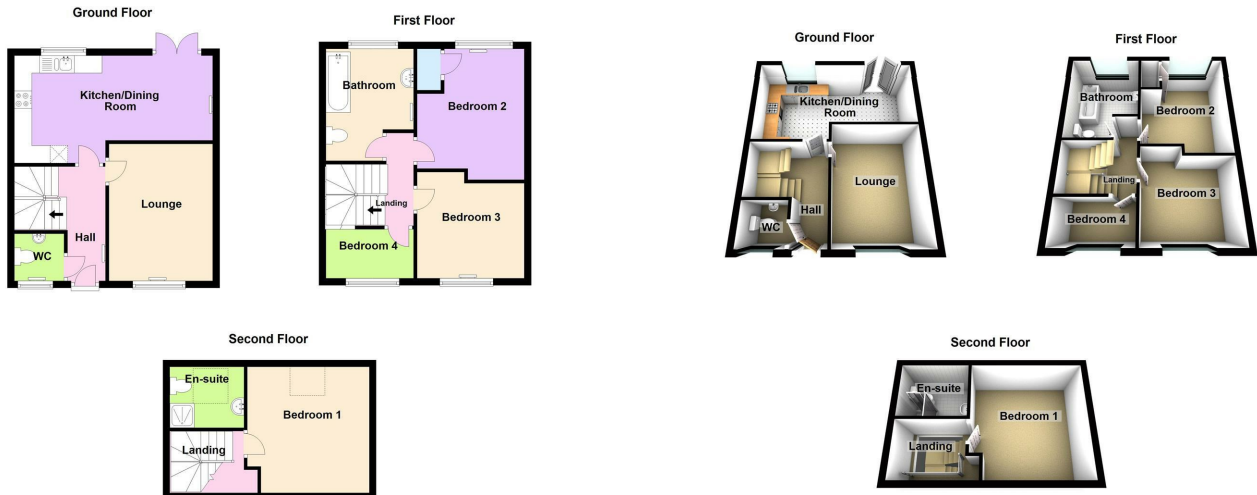 Ground Floor
Kitchen/Dining
Room
Lounge
Hall
WC
First Floor
Bathroom
Bedroom 2
Landing
Bedroom 3
Bedroom 4
Second Floor
En-suite
Bedroom 1
Landing
Ground Floor
Kitchen/Dining
Room
Lounge
Hall
WC
First Floor
Bathroom
Bedroom 2
Landing
Bedroom 3
Bedroom 4
Second Floor
En-suite
Bedroom 1
Landing